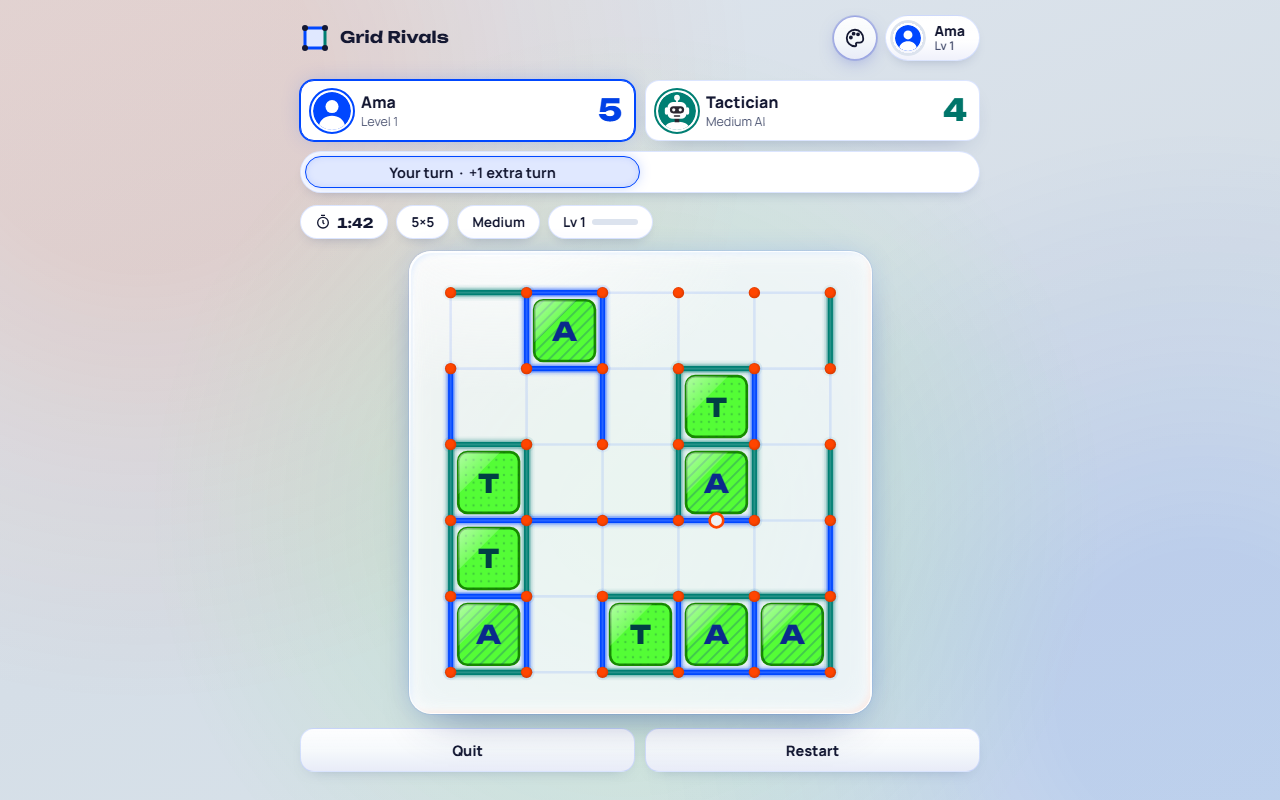 Grid Rivals
Ama
Lv 1
Ama
Level 1
5
Tactician
Medium AI
4
Your turn · +1 extra turn
1:42
5×5
Medium
Lv 1
A
T
T
A
T
A
T
A
A
Quit
Restart